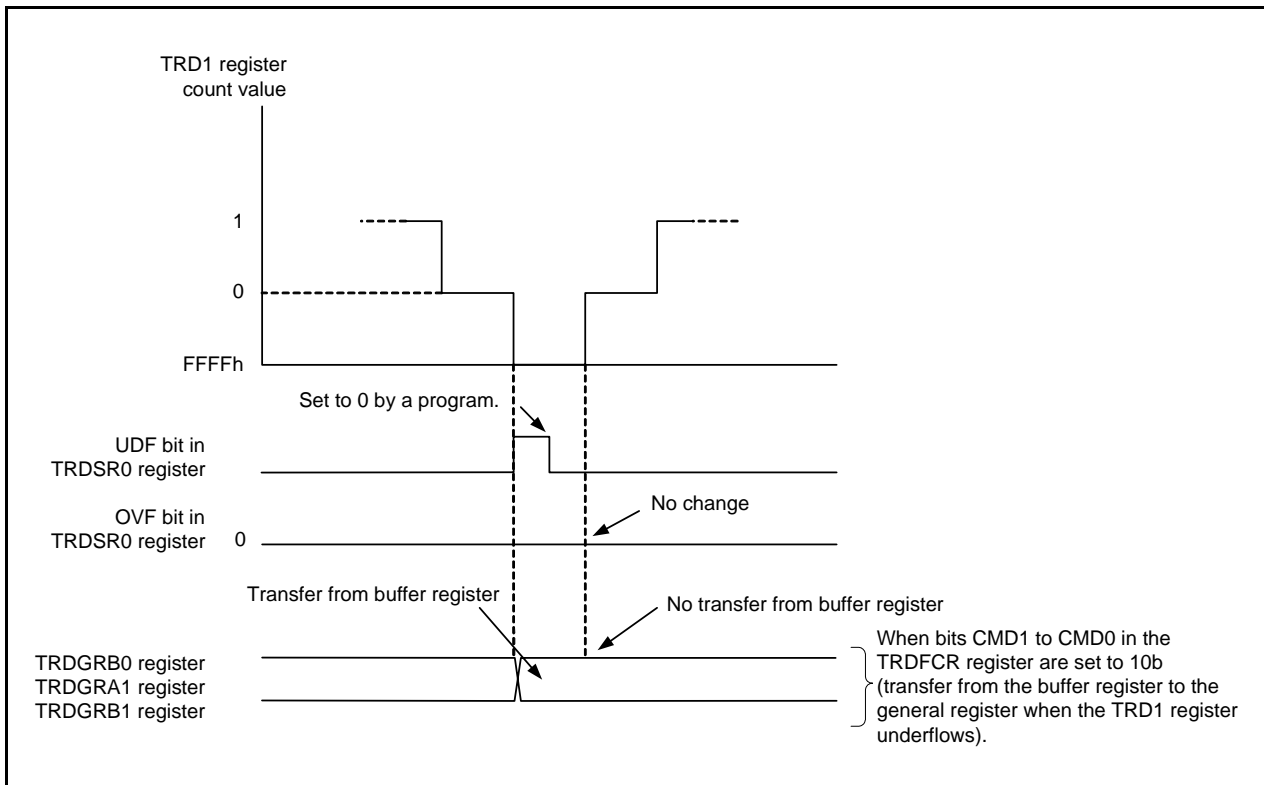 TRD1 register
count value
1
0
FFFFh
Set to 0 by a program.
UDF bit in
TRDSR0 register
No change
OVF bit in
TRDSR0 register
0
Transfer from buffer register
No transfer from buffer register
TRDGRB0 register
TRDGRA1 register
TRDGRB1 register
When bits CMD1 to CMD0 in the
TRDFCR register are set to 10b
(transfer from the buffer register to the
general register when the TRD1 register
underflows).